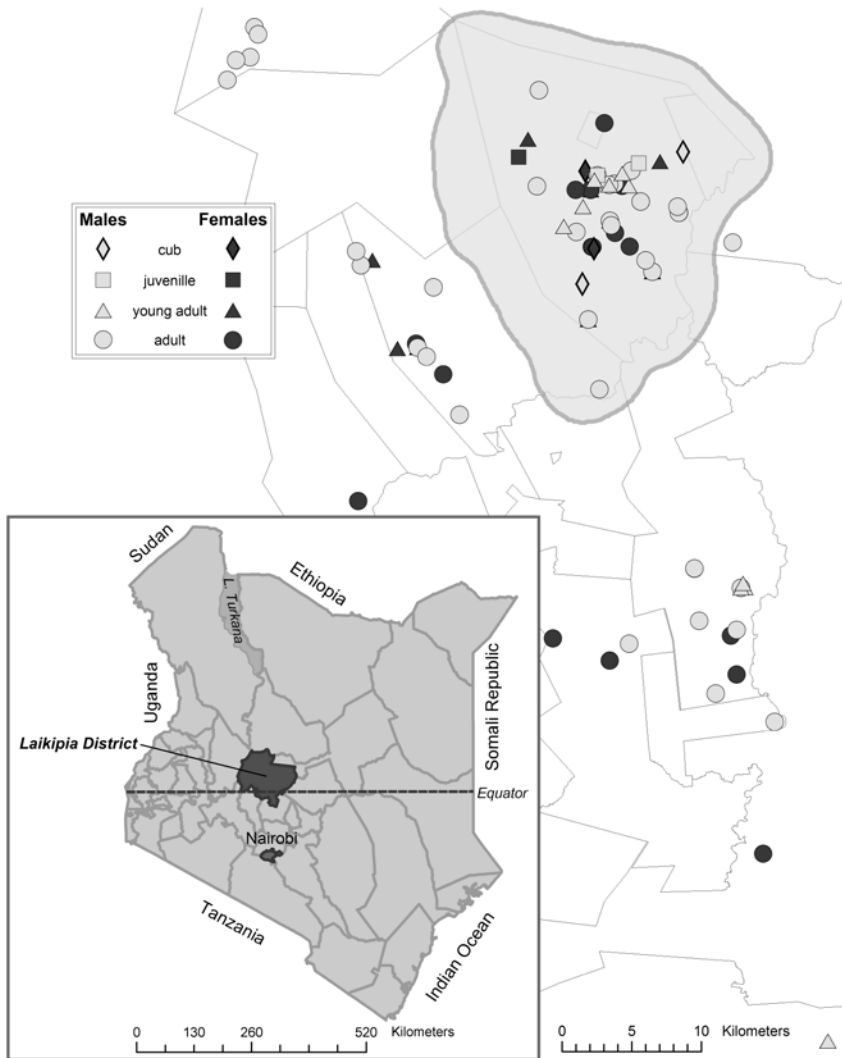 Males Females
cub
juvenille
young adult
adult
Sudan
Ethiopia
L. Turkana
Uganda
Somali Republic
Laikipia District
Equator
Nairobi
Tanzania
Indian Ocean
0 130 260 520 Kilometers
0 5 10 Kilometers